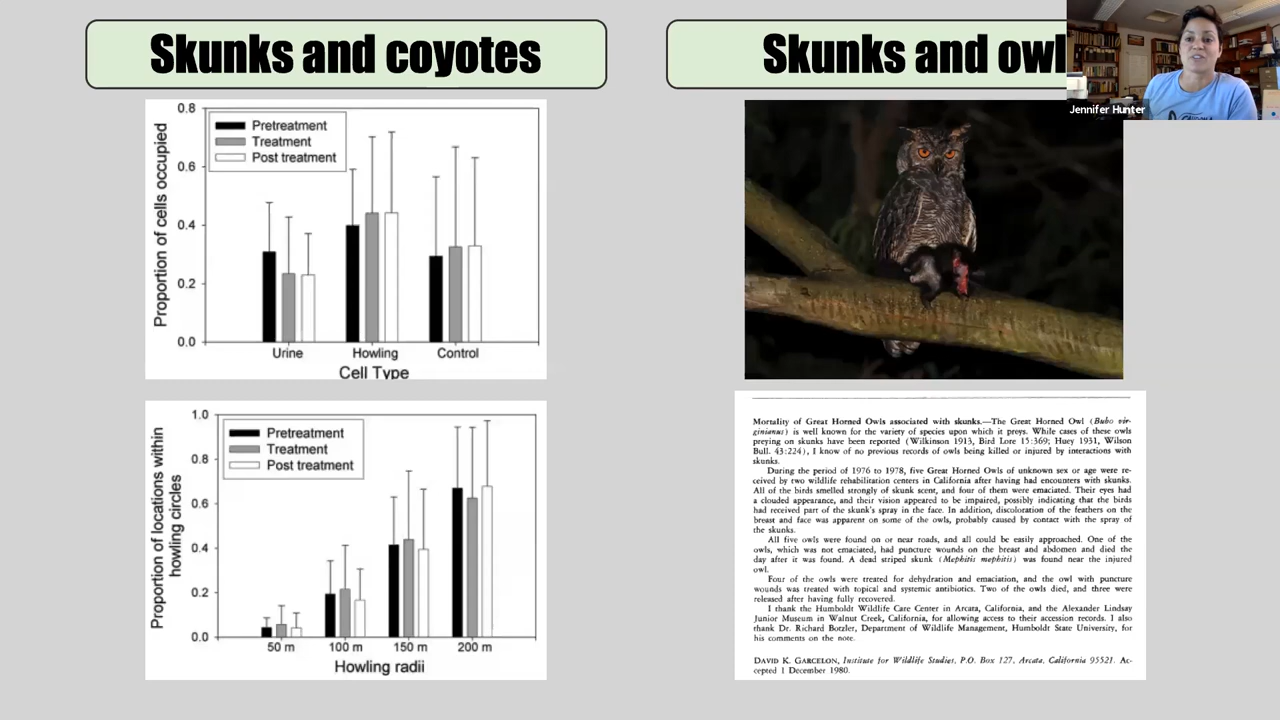 Skunks and coyotes
Skunks and owl
Jennifer Hunter
Proportion of cells occupied
0.8
0.6
0.4
0.2
0.0
Pretreatment
Treatment
Post treatment
Urine
Howling
Control
Cell Type
Proportion of locations within
howling circles
1.0
0.8
0.6
0.4
0.2
0.0
Pretreatment
Treatment
Post treatment
50 m
100 m
150 m
200 m
Howling radii
Mortality of Great Horned Owls associated with skunks.—The Great Horned Owl (Bubo vir-
ginianus) is well known for the variety of species upon which it preys. While cases of these owls
preying on skunks have been reported (Wilkinson 1913, Bird Lore 15:369; Huey 1931, Wilson
Bull. 43:224), I know of no previous records of owls being killed or injured by interactions with
skunks.
During the period of 1976 to 1978, five Great Horned Owls of unknown sex or age were re-
ceived by two wildlife rehabilitation centers in California after having had encounters with skunks.
All of the birds smelled strongly of skunk scent, and four of them were emaciated. Their eyes had
a clouded appearance, and their vision appeared to be impaired, possibly indicating that the birds
had received part of the skunk's spray in the face. In addition, discoloration of the feathers on the
breast and face was apparent on some of the owls, probably caused by contact with the spray of
the skunks.
All five owls were found on or near roads, and all could be easily approached. One of the
owls, which was not emaciated, had puncture wounds on the breast and abdomen and died the
day after it was found. A dead striped skunk (Mephitis mephitis) was found near the injured
owl.
Four of the owls were treated for dehydration and emaciation, and the owl with puncture
wounds was treated with topical and systemic antibiotics. Two of the owls died, and three were
released after having fully recovered.
I thank the Humboldt Wildlife Care Center in Arcata, California, and the Alexander Lindsay
Junior Museum in Walnut Creek, California, for allowing access to their accession records. I also
thank Dr. Richard Botzler, Department of Wildlife Management, Humboldt State University, for
his comments on the note.
DAVID K. GARCELON, Institute for Wildlife Studies, P.O. Box 127, Arcata, California 95521. Ac-
cepted 1 December 1980.